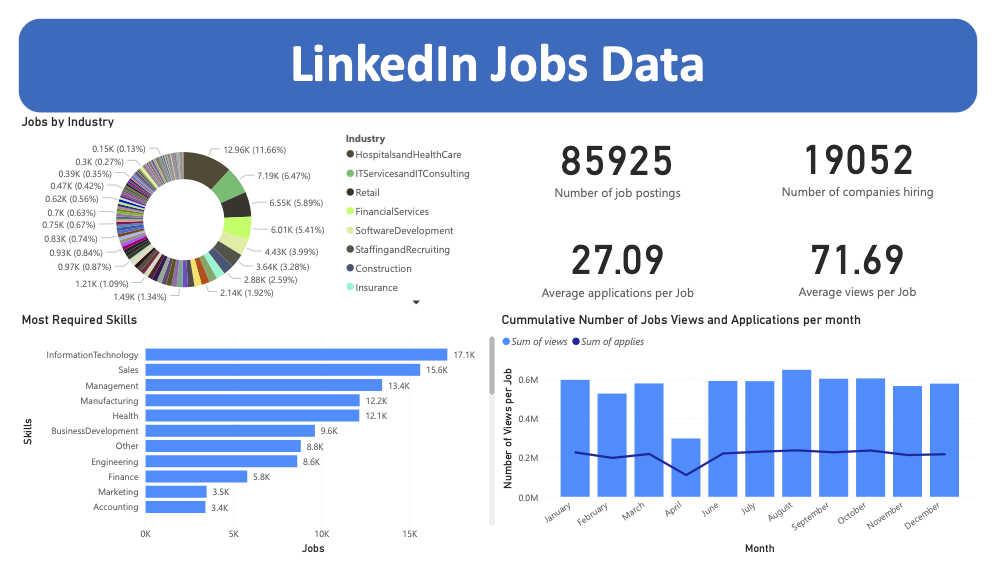 LinkedIn Jobs Data
Jobs by Industry
0.15K (0.13%)
0.3K (0.27%)
0.39K (0.35%)
0.47K (0.42%)
0.62K (0.56%)
0.7K (0.63%)
0.75K (0.67%)
0.83K (0.74%)
0.93K (0.84%)
0.97K (0.87%)
1.21K (1.09%)
1.49K (1.34%)
12.96K (11.66%)
7.19K (6.47%)
6.55K (5.89%)
6.01K (5.41%)
4.43K (3.99%)
3.64K (3.28%)
2.88K (2.59%)
2.14K (1.92%)
Industry
HospitalsandHealthCare
ITServicesandITConsulting
Retail
FinancialServices
SoftwareDevelopment
StaffingandRecruiting
Construction
Insurance
85925
Number of job postings
19052
Number of companies hiring
27.09
Average applications per Job
71.69
Average views per Job
Most Required Skills
Skills
InformationTechnology 17.1K
Sales 15.6K
Management 13.4K
Manufacturing 12.2K
Health 12.1K
BusinessDevelopment 9.6K
Other 8.8K
Engineering 8.6K
Finance 5.8K
Marketing 3.5K
Accounting 3.4K
0K 5K 10K 15K
Jobs
Cummulative Number of Jobs Views and Applications per month
Sum of views Sum of applies
Number of Views per Job
0.6M
0.4M
0.2M
0.0M
January February March April June July August September October November December
Month